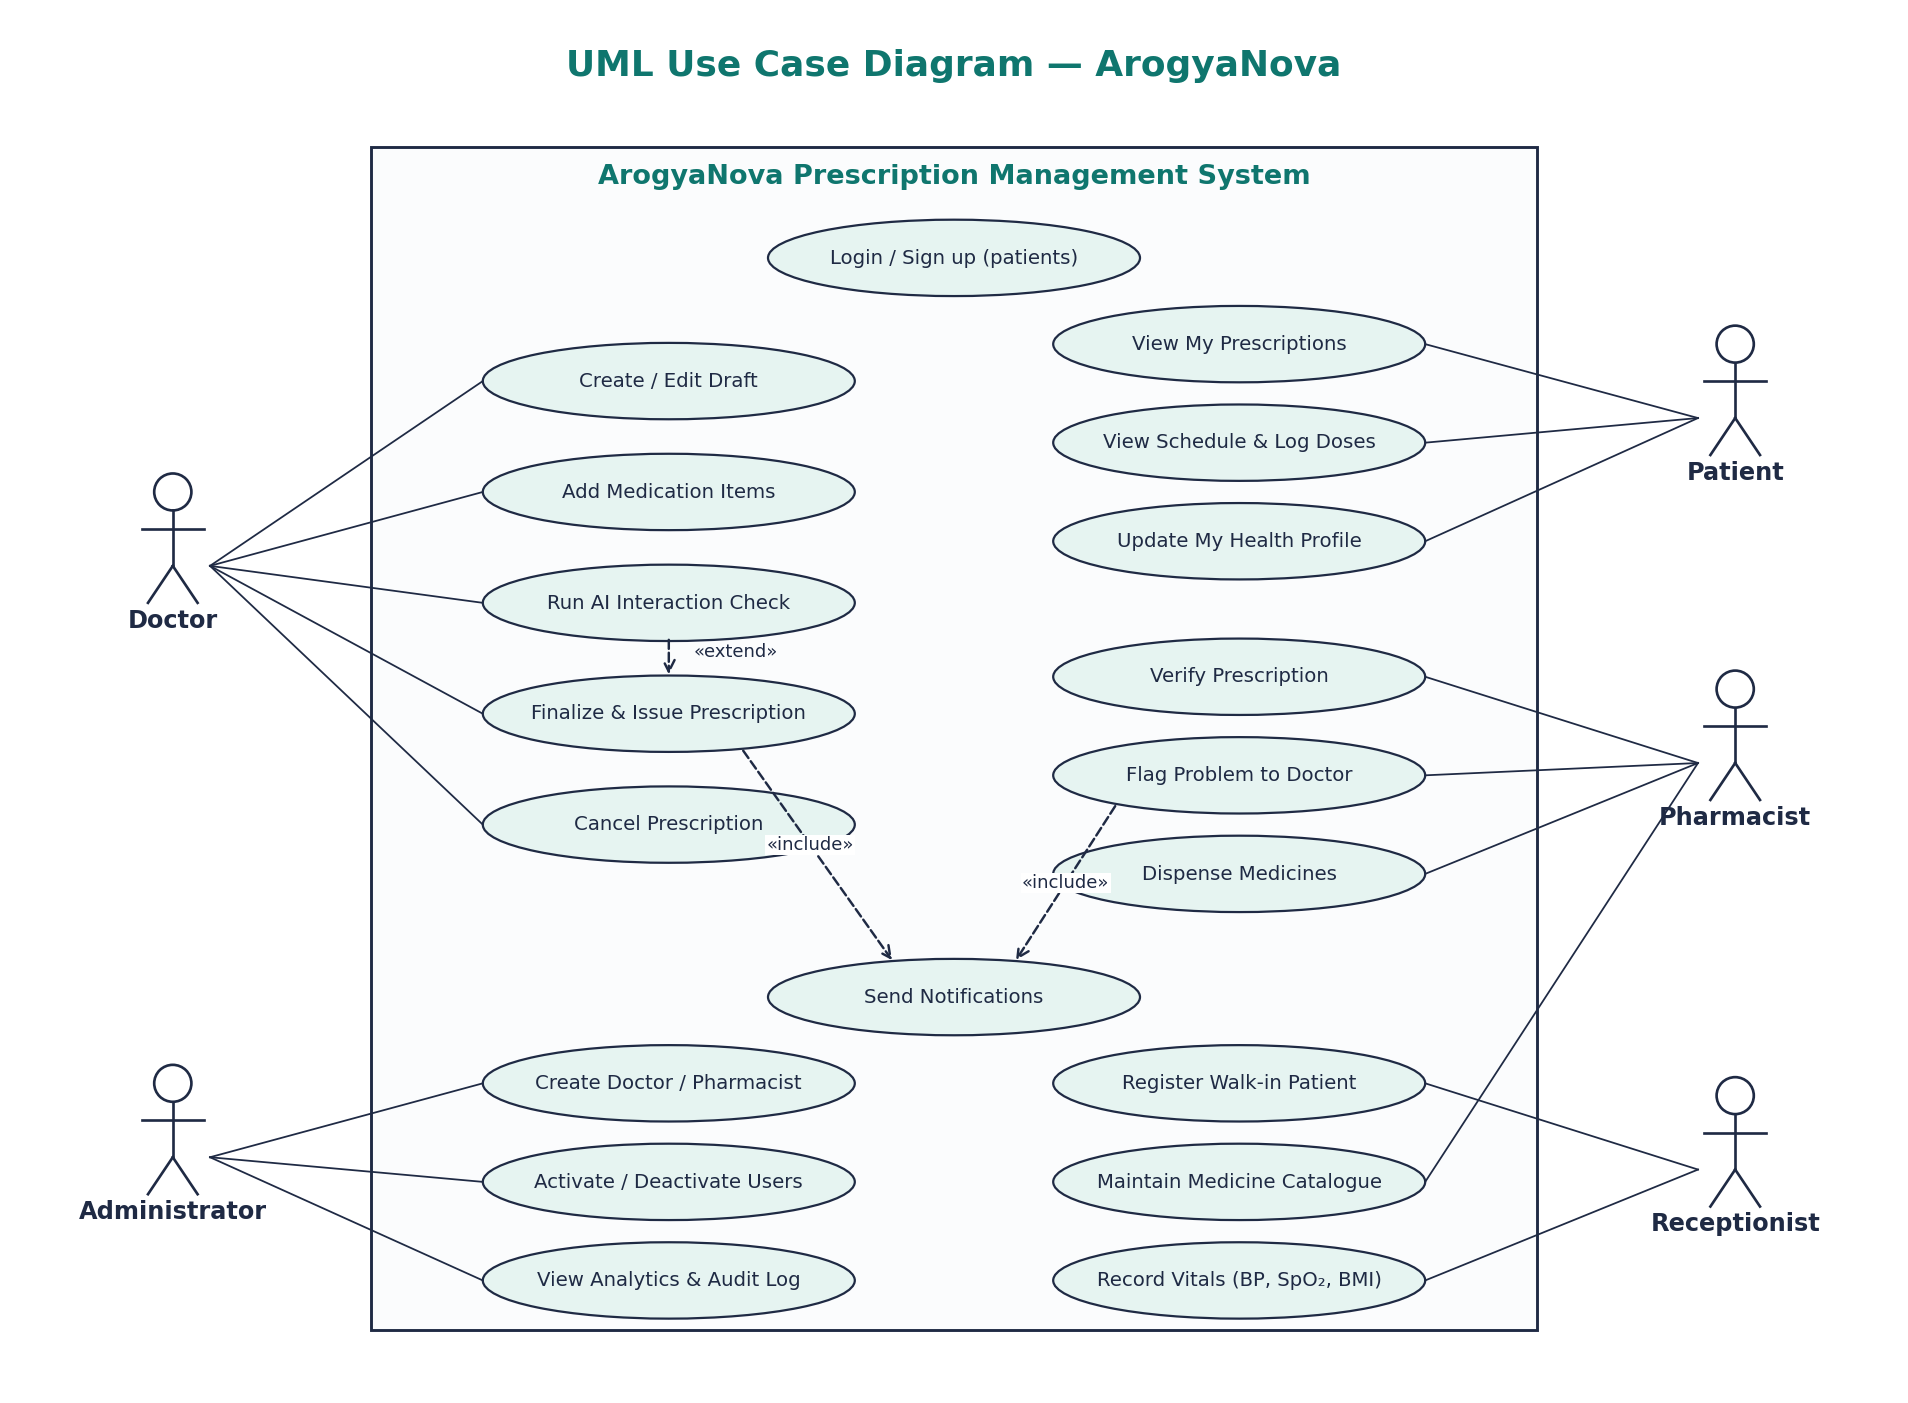 UML Use Case Diagram — ArogyaNova
ArogyaNova Prescription Management System
Login / Sign up (patients)
View My Prescriptions
Create / Edit Draft
View Schedule & Log Doses
Patient
Add Medication Items
Update My Health Profile
Run AI Interaction Check
Doctor
«extend»
Verify Prescription
Finalize & Issue Prescription
Flag Problem to Doctor
Pharmacist
Cancel Prescription
«include»
Dispense Medicines
«include»
Send Notifications
Create Doctor / Pharmacist
Register Walk-in Patient
Activate / Deactivate Users
Maintain Medicine Catalogue
Administrator
Receptionist
View Analytics & Audit Log
Record Vitals (BP, SpO₂, BMI)